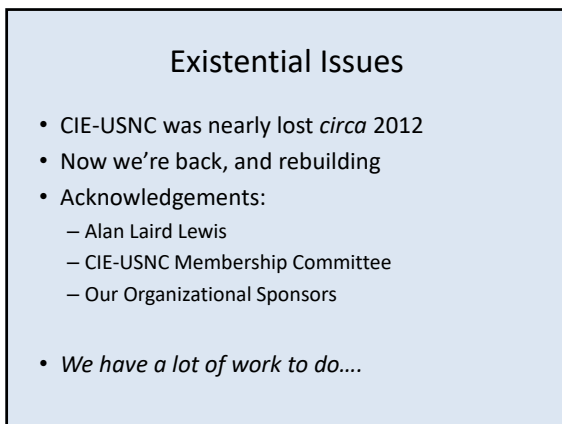 Existential Issues
• CIE-USNC was nearly lost circa 2012
• Now we're back, and rebuilding
• Acknowledgements:
– Alan Laird Lewis
– CIE-USNC Membership Committee
– Our Organizational Sponsors
• We have a lot of work to do….